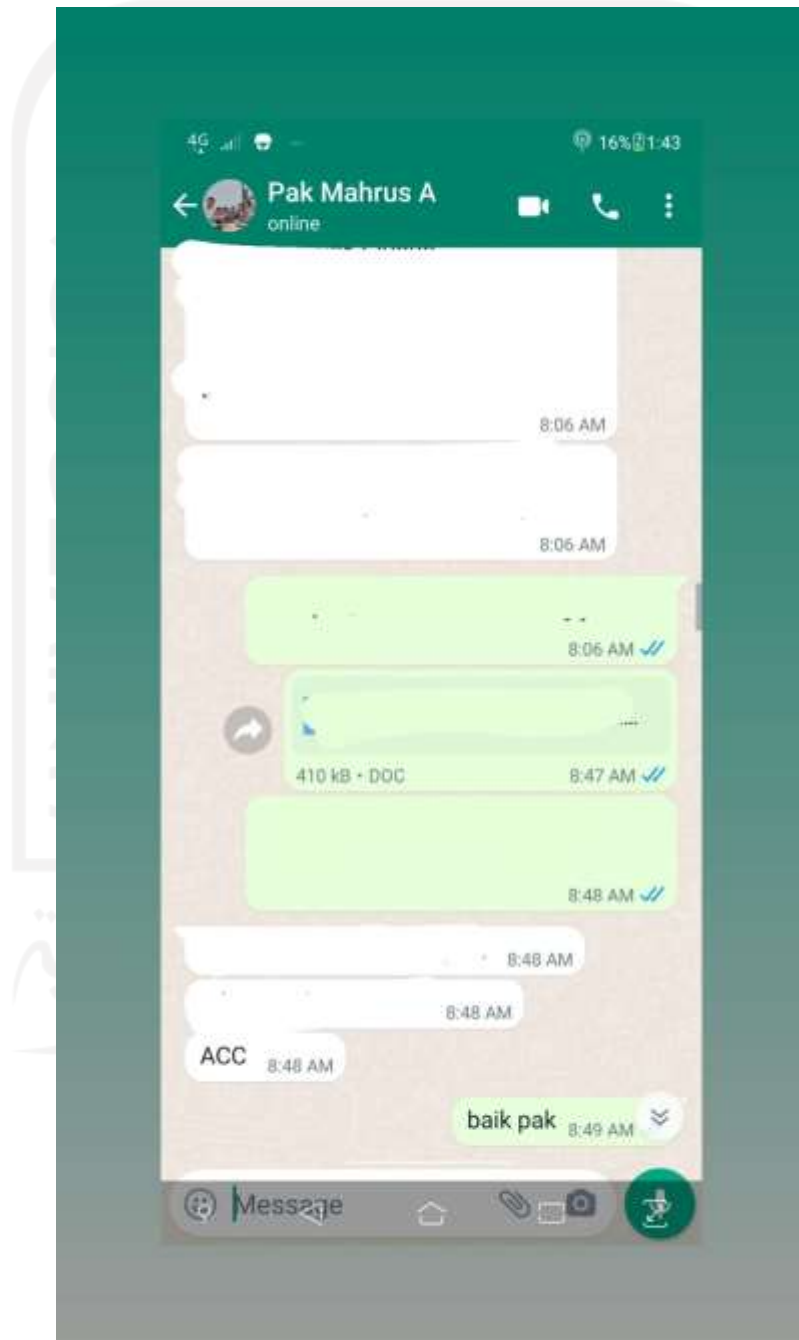 4G 16% 1:43
Pak Mahrus A
online
8:06 AM
8:06 AM
8:06 AM
410 kB • DOC 8:47 AM
8:48 AM
8:48 AM
8:48 AM
ACC 8:48 AM
baik pak 8:49 AM
Message